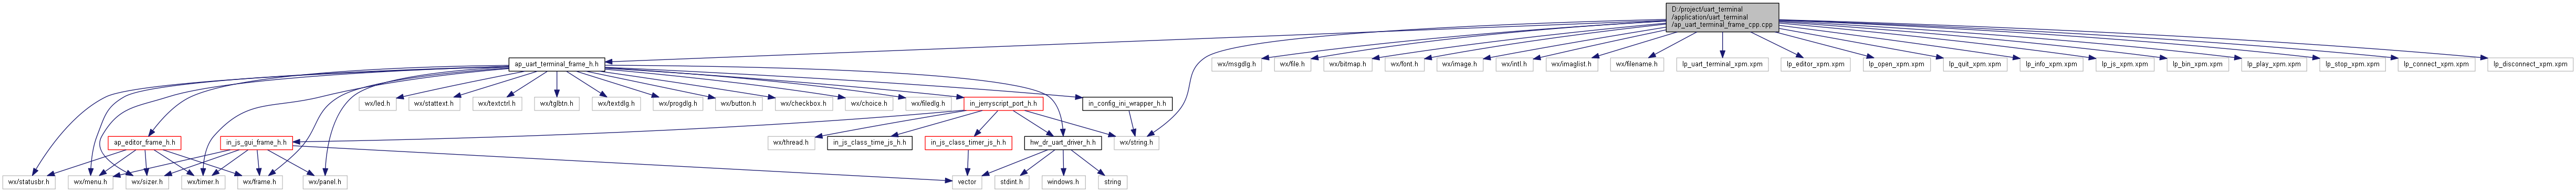 D:/project/uart_terminal
/application/uart_terminal
/ap_uart_terminal_frame_cpp.cpp
ap_uart_terminal_frame_h.h
wx/msgdlg.h
wx/file.h
wx/bitmap.h
wx/font.h
wx/image.h
wx/intl.h
wx/imaglist.h
wx/filename.h
lp_uart_terminal_xpm.xpm
lp_editor_xpm.xpm
lp_open_xpm.xpm
lp_quit_xpm.xpm
lp_info_xpm.xpm
lp_js_xpm.xpm
lp_bin_xpm.xpm
lp_play_xpm.xpm
lp_stop_xpm.xpm
lp_connect_xpm.xpm
lp_disconnect_xpm.xpm
wx/led.h
wx/stattext.h
wx/textctrl.h
wx/tglbtn.h
wx/textdlg.h
wx/progdlg.h
wx/button.h
wx/checkbox.h
wx/choice.h
wx/filedlg.h
in_jerryscript_port_h.h
in_config_ini_wrapper_h.h
ap_editor_frame_h.h
in_js_gui_frame_h.h
wx/thread.h
in_js_class_time_js_h.h
in_js_class_timer_js_h.h
hw_dr_uart_driver_h.h
wx/string.h
wx/statusbr.h
wx/menu.h
wx/sizer.h
wx/timer.h
wx/frame.h
wx/panel.h
vector
stdint.h
windows.h
string